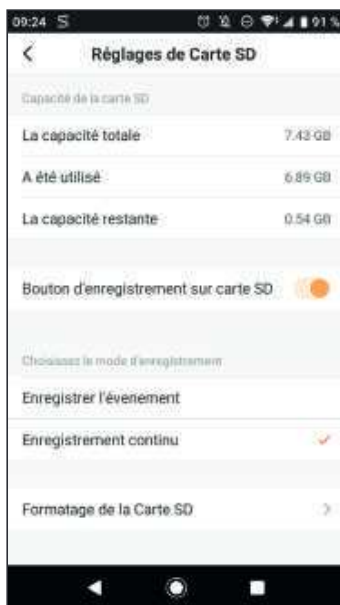 09:24 S 91 %
Réglages de Carte SD
Capacité de la carte SD
La capacité totale 7.43 GB
A été utilisé 6.89 GB
La capacité restante 0.54 GB
Bouton d'enregistrement sur carte SD
Choisissez le mode d'enregistrement
Enregistrer l'évenement
Enregistrement continu
Formatage de la Carte SD